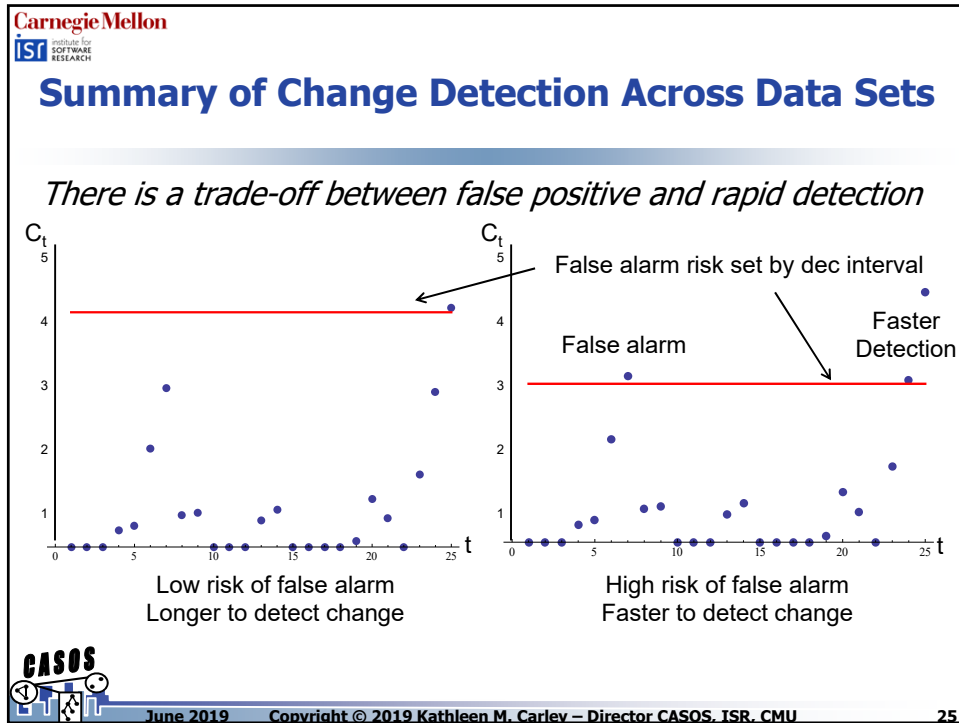 Carnegie Mellon
isr institute for
SOFTWARE
RESEARCH
Summary of Change Detection Across Data Sets
There is a trade-off between false positive and rapid detection
Ct
5
4
3
2
1
0 5 10 15 20 25 t
Low risk of false alarm
Longer to detect change
Ct
5
4
3
2
1
0 5 10 15 20 25 t
False alarm risk set by dec interval
False alarm
Faster
Detection
High risk of false alarm
Faster to detect change
CASOS
June 2019 Copyright © 2019 Kathleen M. Carley – Director CASOS, ISR, CMU 25